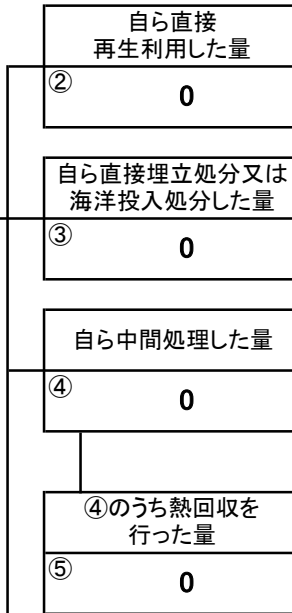 自ら直接
再生利用した量
②
0
自ら直接埋立処分又は
海洋投入処分した量
③
0
自ら中間処理した量
④
0
④のうち熱回収を
行った量
⑤
0